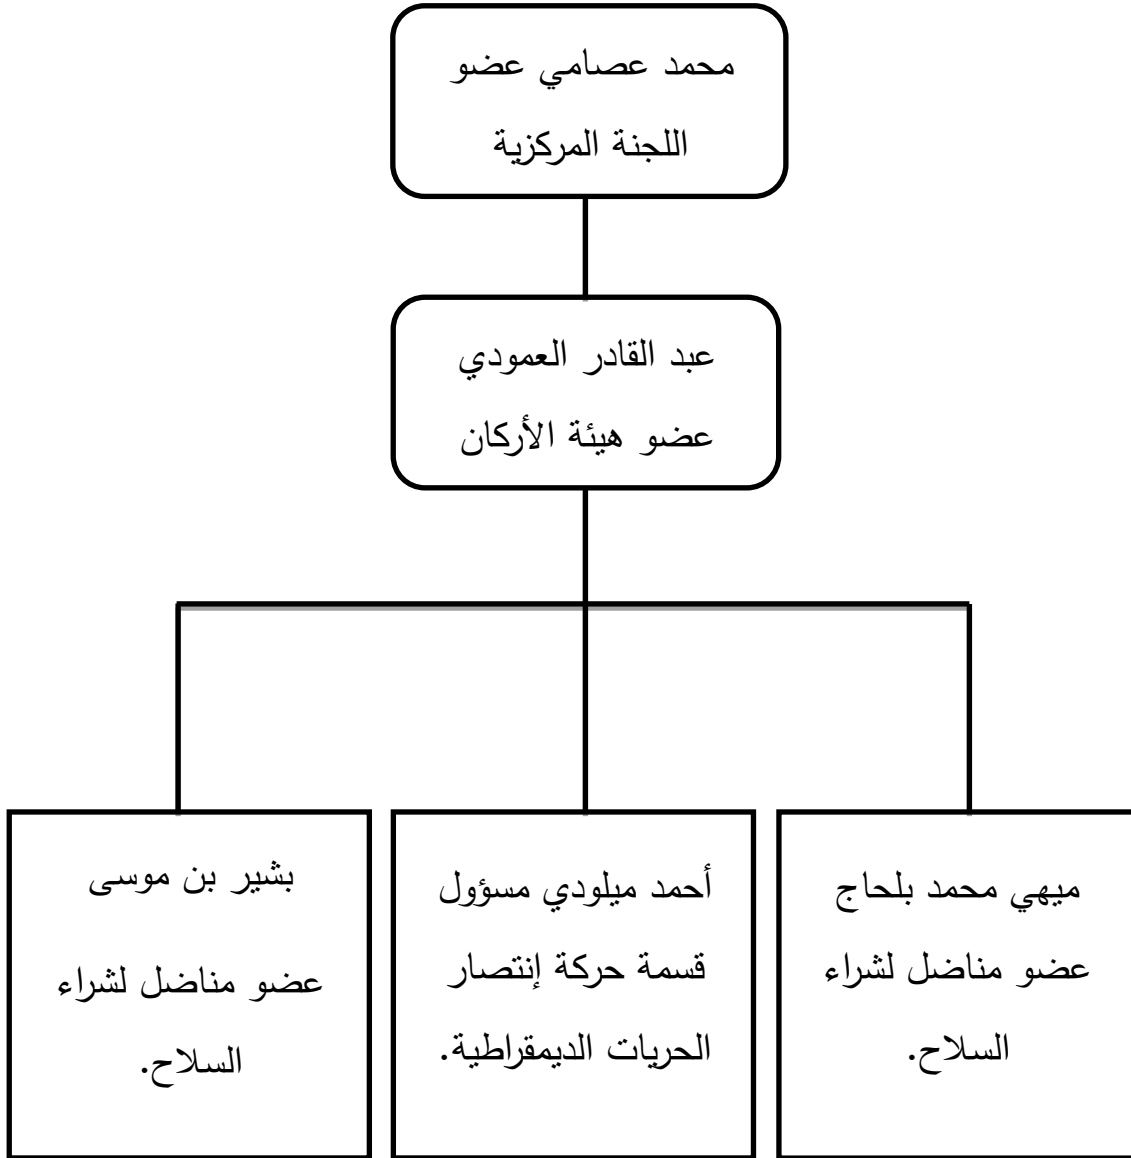 محمد عصامي عضو
اللجنة المركزية
عبد القادر العمودي
عضو هيئة الأركان
ميهي محمد بلحاج
عضو مناضل لشراء
السلاح.
أحمد ميلودي مسؤول
قسمة حركة إنتصار
الحريات الديمقراطية.
بشير بن موسى
عضو مناضل لشراء
السلاح.